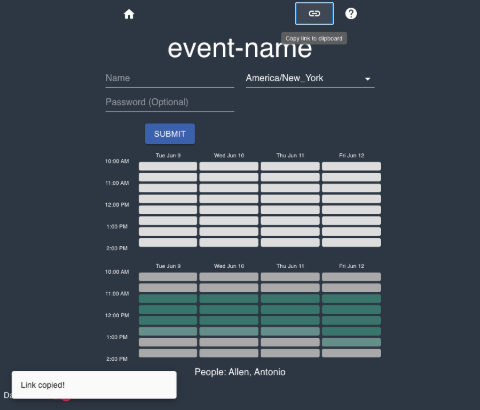 Copy link to clipboard
event-name
Name
America/New_York
Password (Optional)
SUBMIT
Tue Jun 9 Wed Jun 10 Thu Jun 11 Fri Jun 12
10:00 AM
11:00 AM
12:00 PM
1:00 PM
2:00 PM
Tue Jun 9 Wed Jun 10 Thu Jun 11 Fri Jun 12
10:00 AM
11:00 AM
12:00 PM
1:00 PM
2:00 PM
People: Allen, Antonio
Link copied!